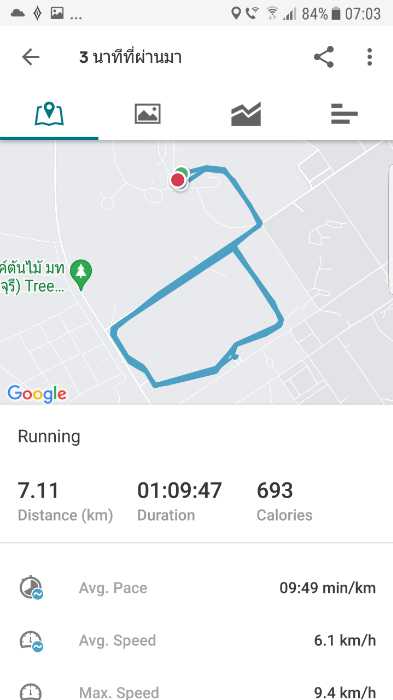 ... 84% 07:03
3 นาทีที่ผ่านมา
ค์ต้นไม้ มท
จุรี) Tree...
Google
Running
7.11 01:09:47 693
Distance (km) Duration Calories
Avg. Pace 09:49 min/km
Avg. Speed 6.1 km/h
Max. Speed 9.4 km/h